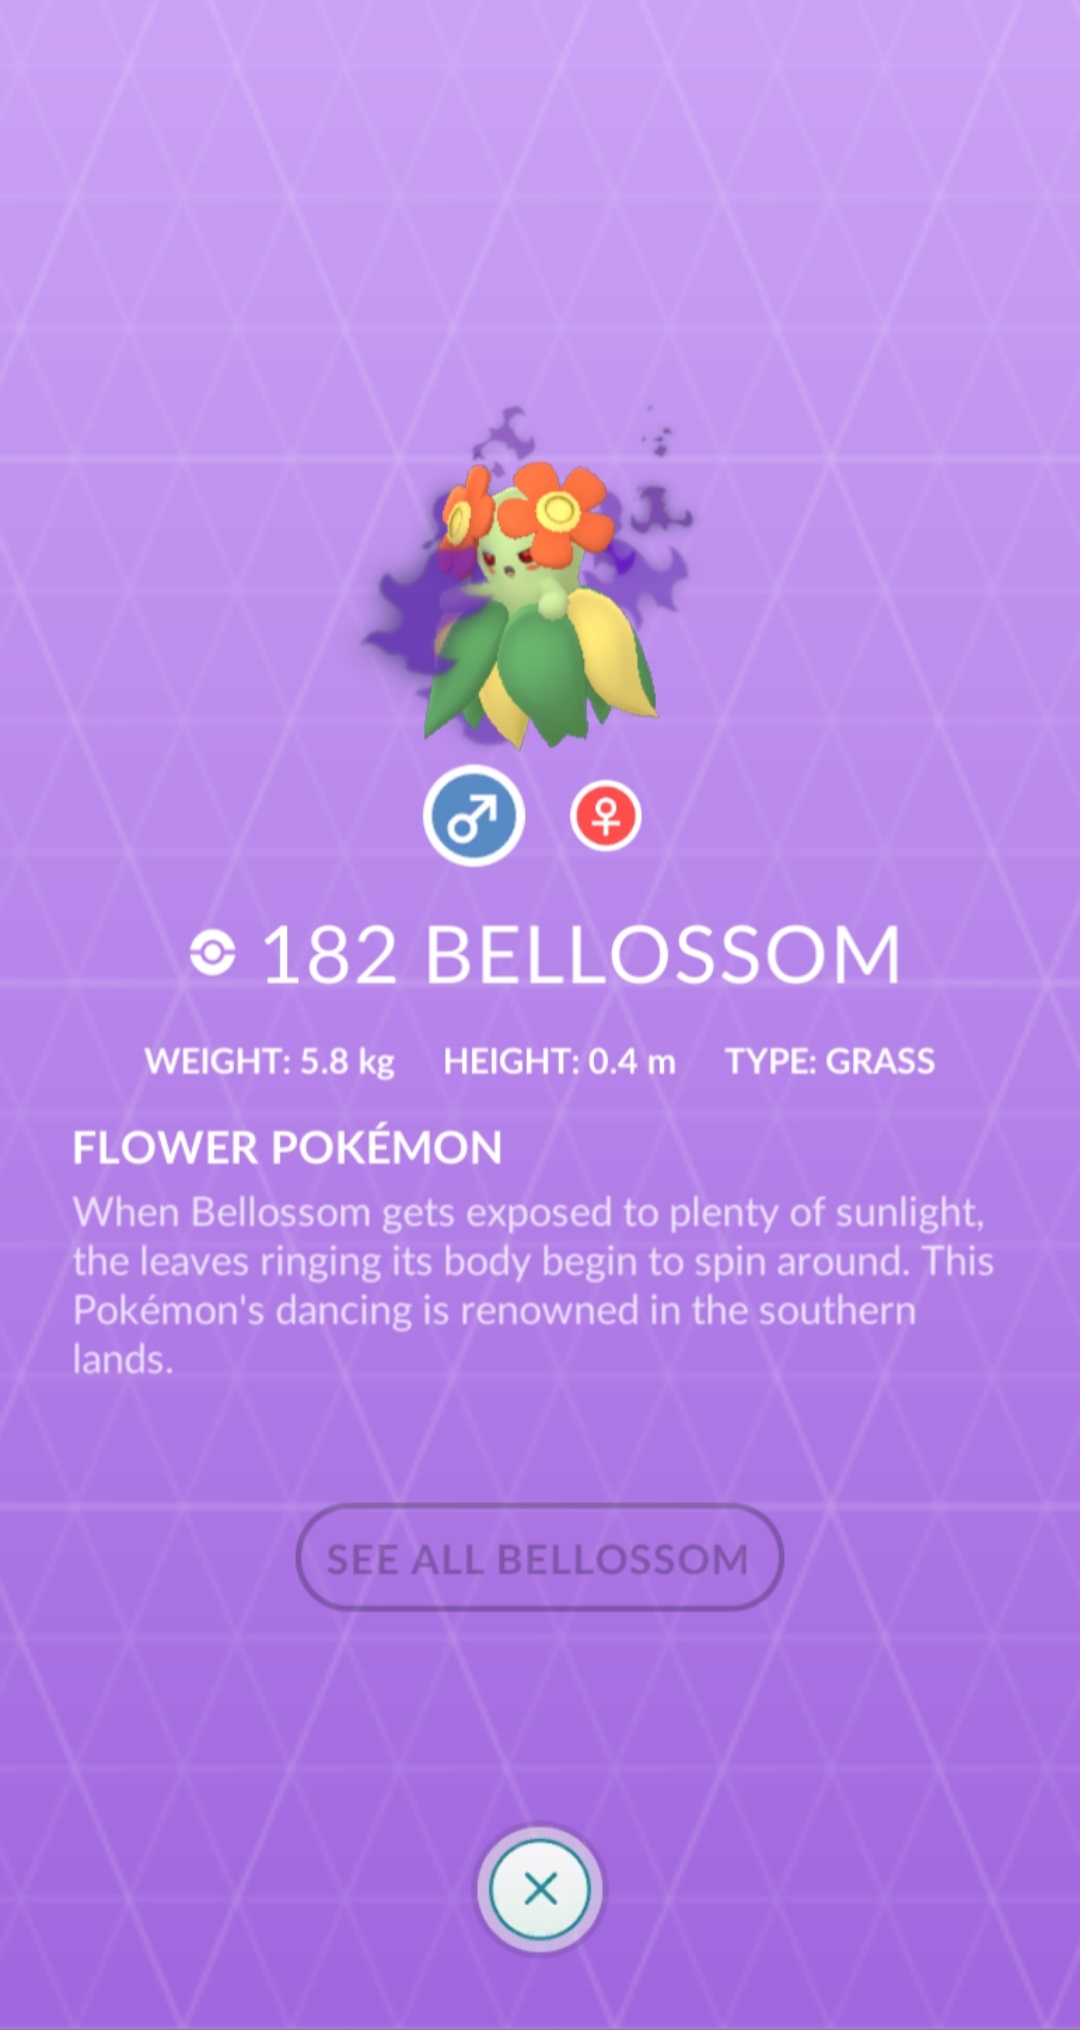 182 BELLOSSOM
WEIGHT: 5.8 kg HEIGHT: 0.4 m TYPE: GRASS
FLOWER POKÉMON
When Bellossom gets exposed to plenty of sunlight,
the leaves ringing its body begin to spin around. This
Pokémon's dancing is renowned in the southern
lands.
SEE ALL BELLOSSOM